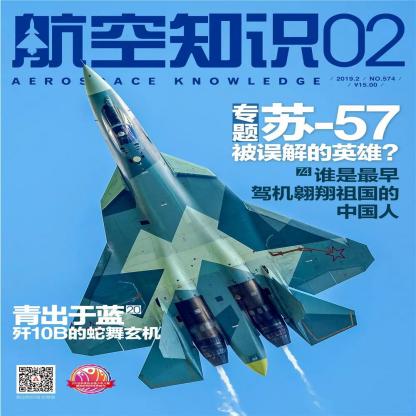 航空知识02
AEROSPACE KNOWLEDGE
/ 2019.2 / NO.574 /
/ ¥15.00 /
专题 苏-57
被误解的英雄?
74 谁是最早
驾机翱翔祖国的
中国人
青出于蓝 20
歼10B的蛇舞玄机